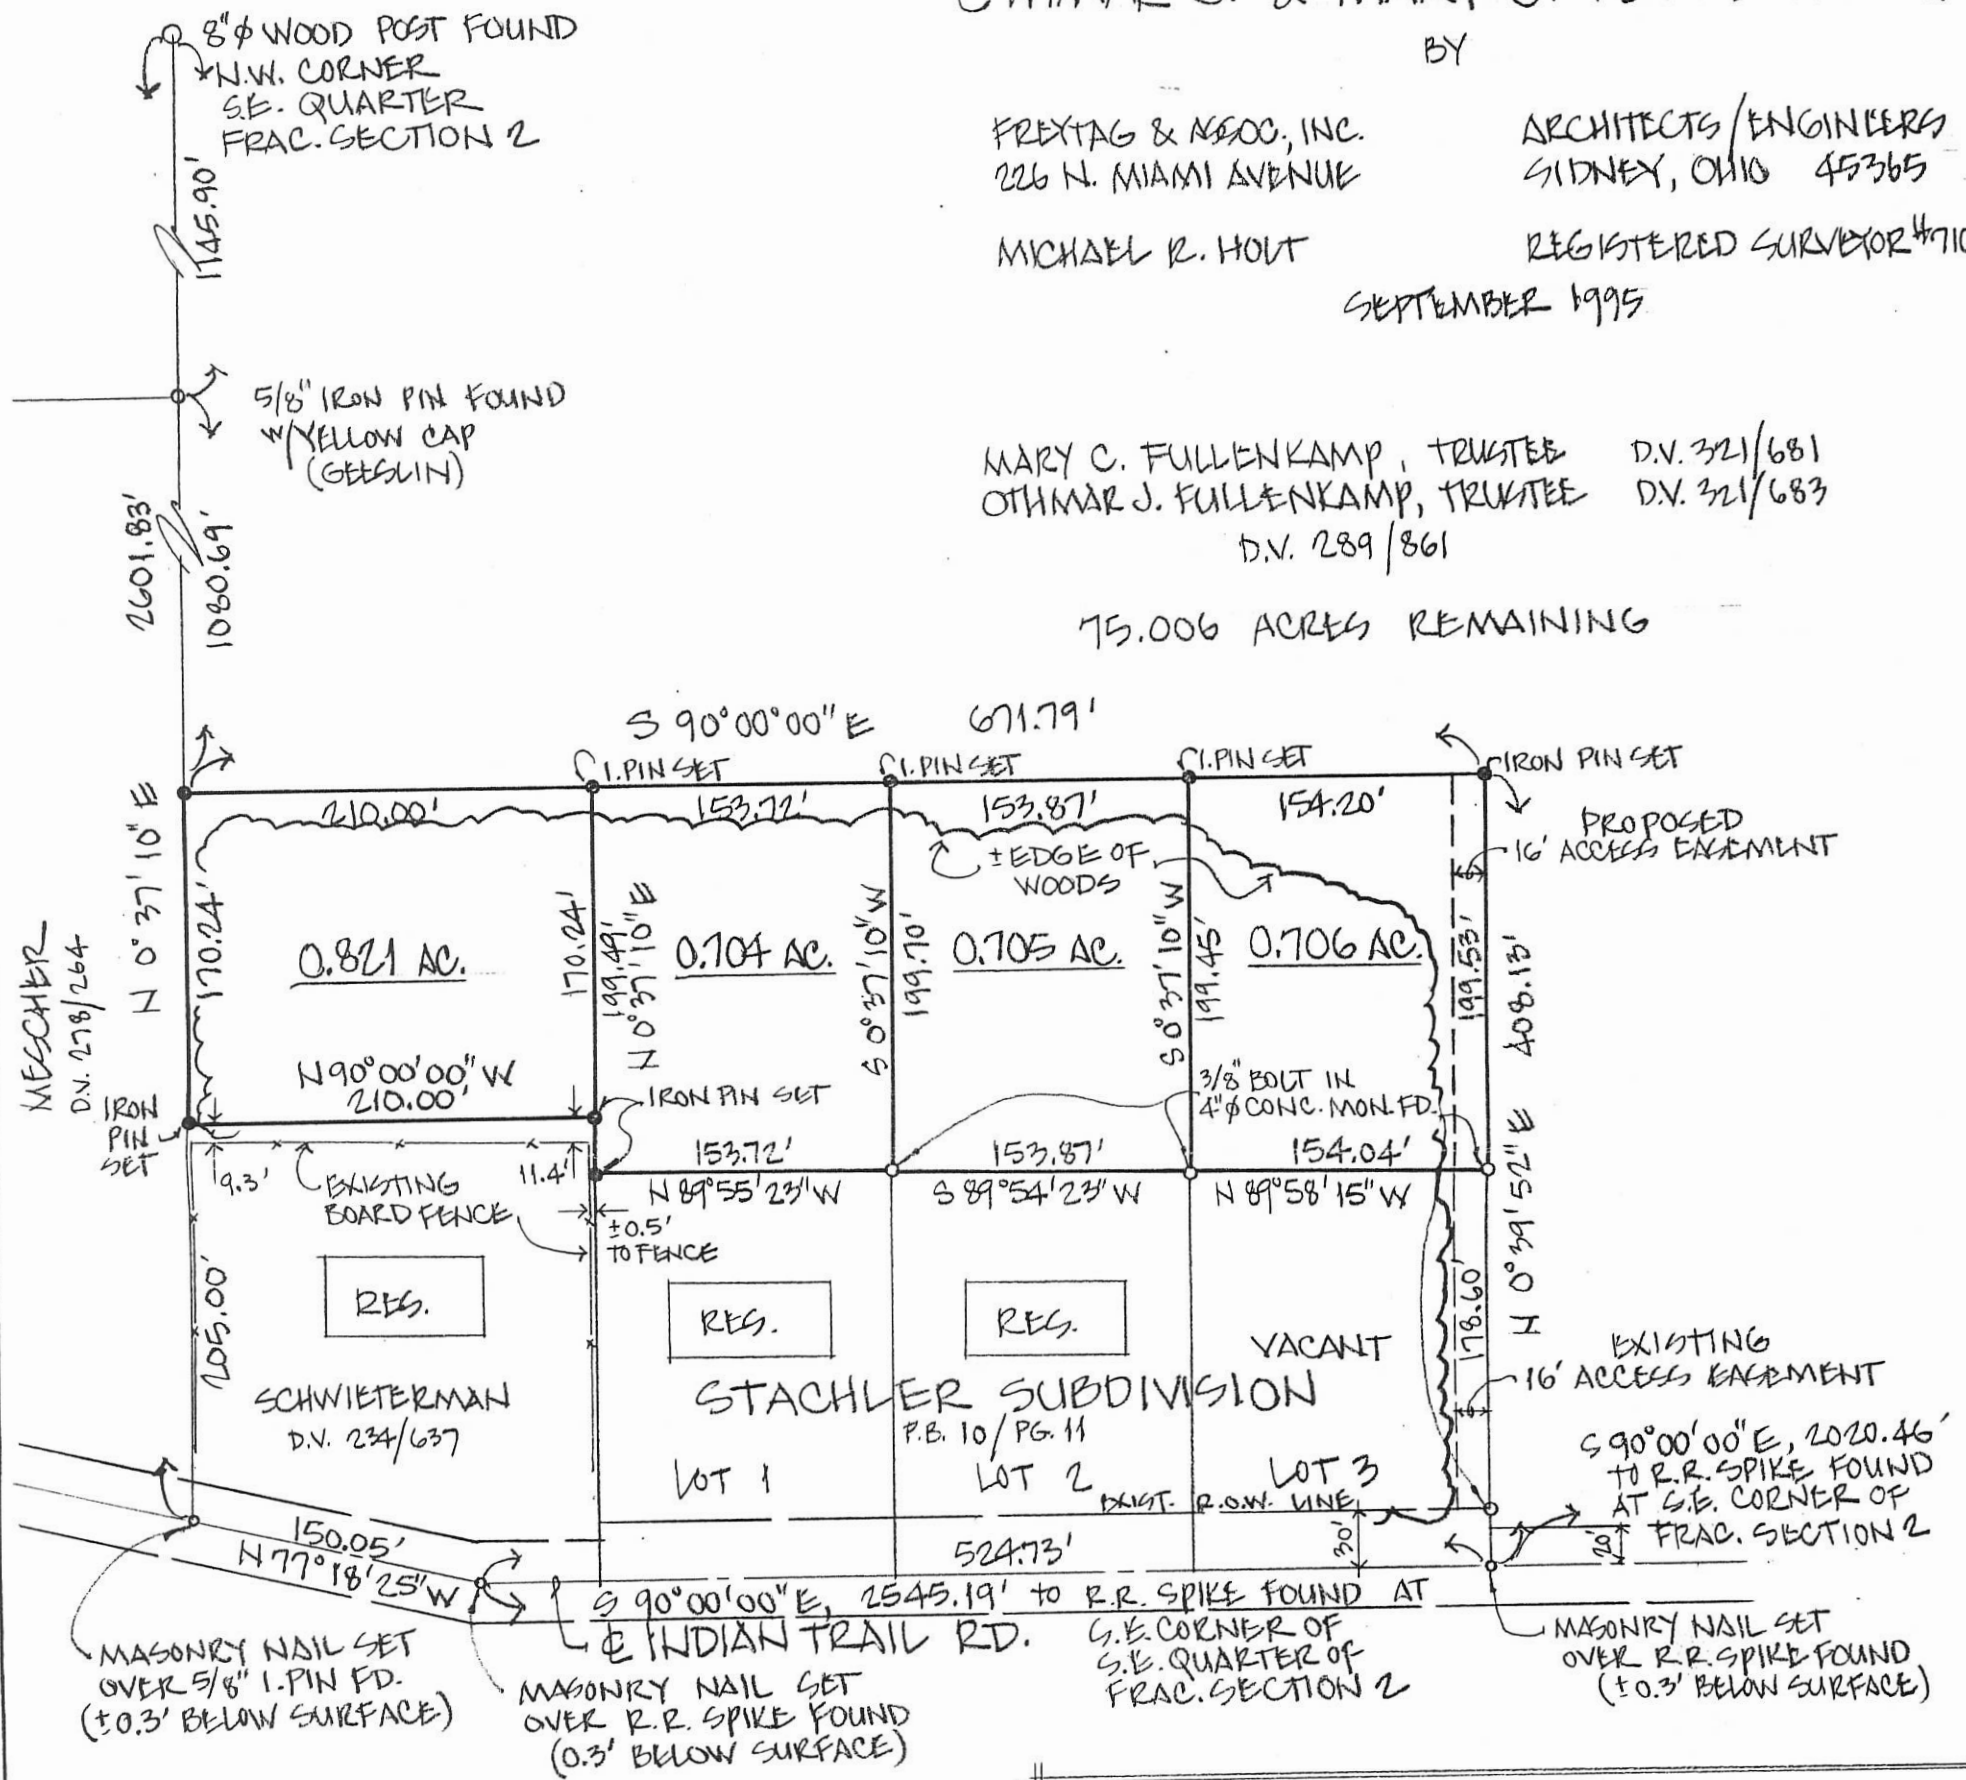 BY
FREYTAG & ASSOC., INC.
ARCHITECTS/ENGINEERS
226 N. MIAMI AVENUE
SIDNEY, OHIO 45365
MICHAEL R. HOLT
REGISTERED SURVEYOR
SEPTEMBER 1995
8"ϕ WOOD POST FOUND
N.W. CORNER
S.E. QUARTER
FRAC. SECTION 2
1145.90'
5/8" IRON PIN FOUND
W/YELLOW CAP
(GEESLIN)
2601.83'
1080.69'
MARY C. FULLENKAMP, TRUSTEE D.V. 321/681
OTHMAR J. FULLENKAMP, TRUSTEE D.V. 321/683
D.V. 289/861
75.006 ACRES REMAINING
S 90°00°00" E 671.79'
I. PIN SET
I. PIN SET
I. PIN SET
IRON PIN SET
210.00'
153.72'
153.87'
154.20'
PROPOSED
16' ACCESS EASEMENT
± EDGE OF
WOODS
N 0°37'10" E
170.24'
170.24'
199.49'
N 0°37'10" E
S 0°37'10" W
199.70'
S 0°37'10" W
199.45'
199.53'
408.13'
N 0°39'52" E
0.821 AC.
0.704 AC.
0.705 AC.
0.706 AC.
MESCHER
D.V. 278/264
N 90°00'00" W
210.00'
IRON PIN SET
3/8" BOLT IN
4"ϕ CONC. MON. FD.
IRON
PIN
SET
153.72'
153.87'
154.04'
N 89°55'23" W
S 89°54'23" W
N 89°58'15" W
9.3'
EXISTING
BOARD FENCE
11.4'
±0.5'
TO FENCE
205.00'
178.60'
RES.
RES.
RES.
VACANT
EXISTING
16' ACCESS EASEMENT
SCHWIETERMAN
D.V. 234/637
STACHLER SUBDIVISION
P.B. 10/PG. 11
LOT 1
LOT 2
LOT 3
EXIST. R.O.W. LINE
30'
20'
S 90°00'00" E, 2020.46'
TO R.R. SPIKE FOUND
AT S.E. CORNER OF
FRAC. SECTION 2
150.05'
N 77°18'25" W
524.73'
S 90°00'00" E, 2545.19' TO R.R. SPIKE FOUND AT
S.E. CORNER OF
S.E. QUARTER OF
FRAC. SECTION 2
℄ INDIAN TRAIL RD.
MASONRY NAIL SET
OVER 5/8" I. PIN FD.
(±0.3' BELOW SURFACE)
MASONRY NAIL SET
OVER R.R. SPIKE FOUND
(0.3' BELOW SURFACE)
MASONRY NAIL SET
OVER R.R. SPIKE FOUND
(±0.3' BELOW SURFACE)